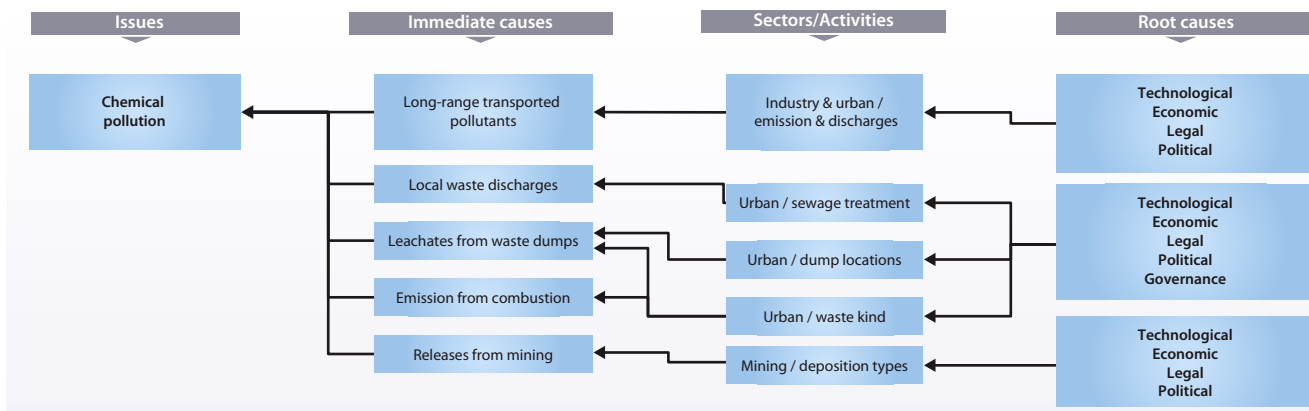 Issues
Immediate causes
Sectors/Activities
Root causes
Chemical
pollution
Long-range transported
pollutants
Local waste discharges
Leachates from waste dumps
Emission from combustion
Releases from mining
Industry & urban /
emission & discharges
Urban / sewage treatment
Urban / dump locations
Urban / waste kind
Mining / deposition types
Technological
Economic
Legal
Political
Technological
Economic
Legal
Political
Governance
Technological
Economic
Legal
Political